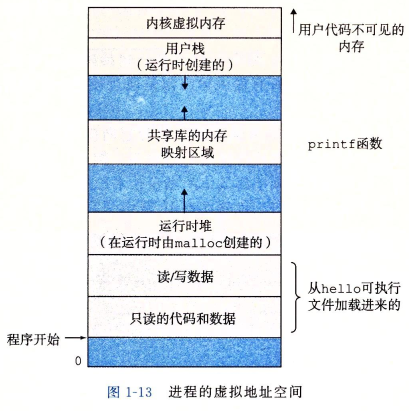 内核虚拟内存
用户代码不可见的
内存
用户栈
(运行时创建的)
共享库的内存
映射区域
printf函数
运行时堆
(在运行时由malloc创建的)
读/写数据
从hello可执行
文件加载进来的
只读的代码和数据
程序开始
0
图 1-13 进程的虚拟地址空间